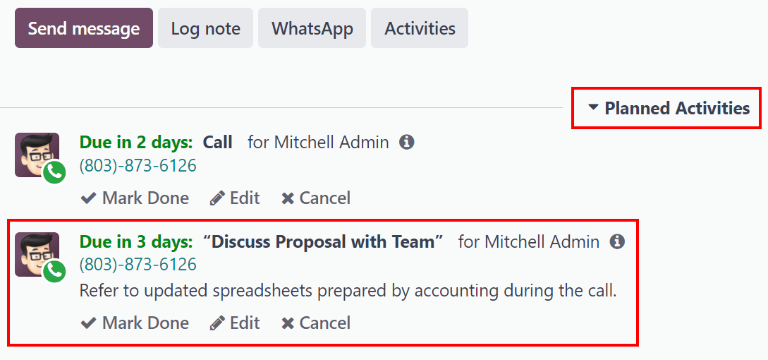 Send message Log note WhatsApp Activities
Planned Activities
Due in 2 days: Call for Mitchell Admin
(803)-873-6126
Mark Done Edit Cancel
Due in 3 days: “Discuss Proposal with Team” for Mitchell Admin
(803)-873-6126
Refer to updated spreadsheets prepared by accounting during the call.
Mark Done Edit Cancel